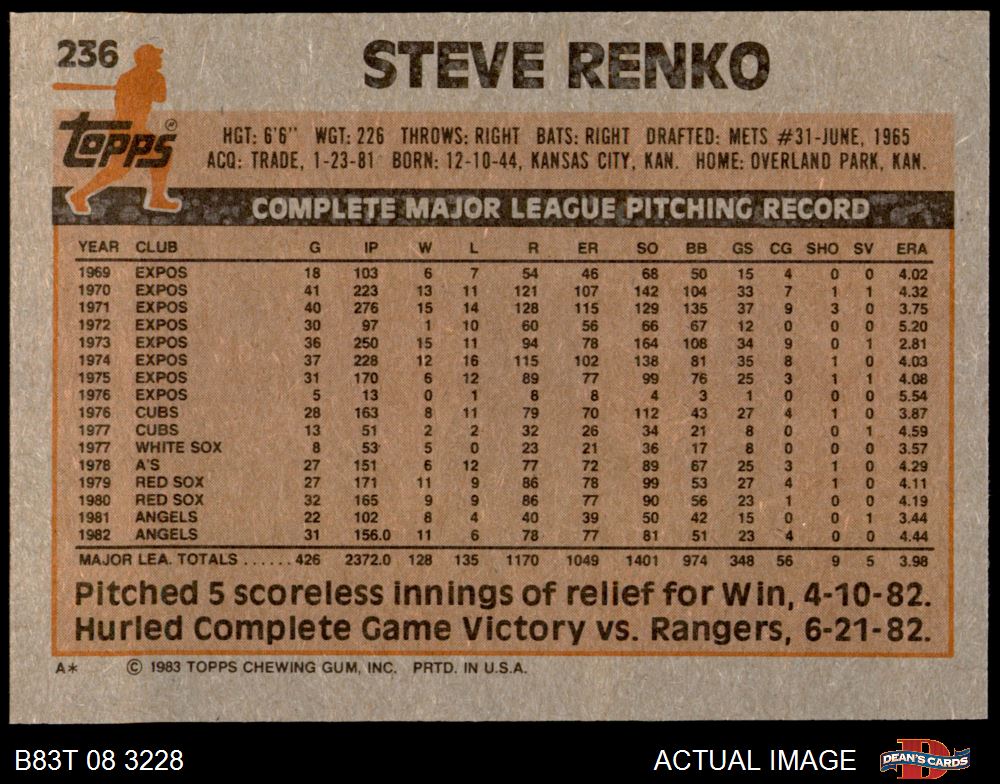 236
STEVE RENKO
Topps®
HGT: 6'6" WGT: 226 THROWS: RIGHT BATS: RIGHT DRAFTED: METS #31-JUNE, 1965
ACQ: TRADE, 1-23-81 BORN: 12-10-44, KANSAS CITY, KAN. HOME: OVERLAND PARK, KAN.
COMPLETE MAJOR LEAGUE PITCHING RECORD
YEAR CLUB G IP W L R ER SO BB GS CG SHO SV ERA
1969 EXPOS 18 103 6 7 54 46 68 50 15 4 0 0 4.02
1970 EXPOS 41 223 13 11 121 107 142 104 33 7 1 1 4.32
1971 EXPOS 40 276 15 14 128 115 129 135 37 9 3 0 3.75
1972 EXPOS 30 97 1 10 60 56 66 67 12 0 0 0 5.20
1973 EXPOS 36 250 15 11 94 78 164 108 34 9 0 1 2.81
1974 EXPOS 37 228 12 16 115 102 138 81 35 8 1 0 4.03
1975 EXPOS 31 170 6 12 89 77 99 76 25 3 1 1 4.08
1976 EXPOS 5 13 0 1 8 8 4 3 1 0 0 0 5.54
1976 CUBS 28 163 8 11 79 70 112 43 27 4 1 0 3.87
1977 CUBS 13 51 2 2 32 26 34 21 8 0 0 1 4.59
1977 WHITE SOX 8 53 5 0 23 21 36 17 8 0 0 0 3.57
1978 A'S 27 151 6 12 77 72 89 67 25 3 1 0 4.29
1979 RED SOX 27 171 11 9 86 78 99 53 27 4 1 0 4.11
1980 RED SOX 32 165 9 9 86 77 90 56 23 1 0 0 4.19
1981 ANGELS 22 102 8 4 40 39 50 42 15 0 0 1 3.44
1982 ANGELS 31 156.0 11 6 78 77 81 51 23 4 0 0 4.44
MAJOR LEA. TOTALS ...... 426 2372.0 128 135 1170 1049 1401 974 348 56 9 5 3.98
Pitched 5 scoreless innings of relief for Win, 4-10-82.
Hurled Complete Game Victory vs. Rangers, 6-21-82.
A* © 1983 TOPPS CHEWING GUM, INC. PRTD. IN U.S.A.
B83T 08 3228 ACTUAL IMAGE DEAN'S CARDS